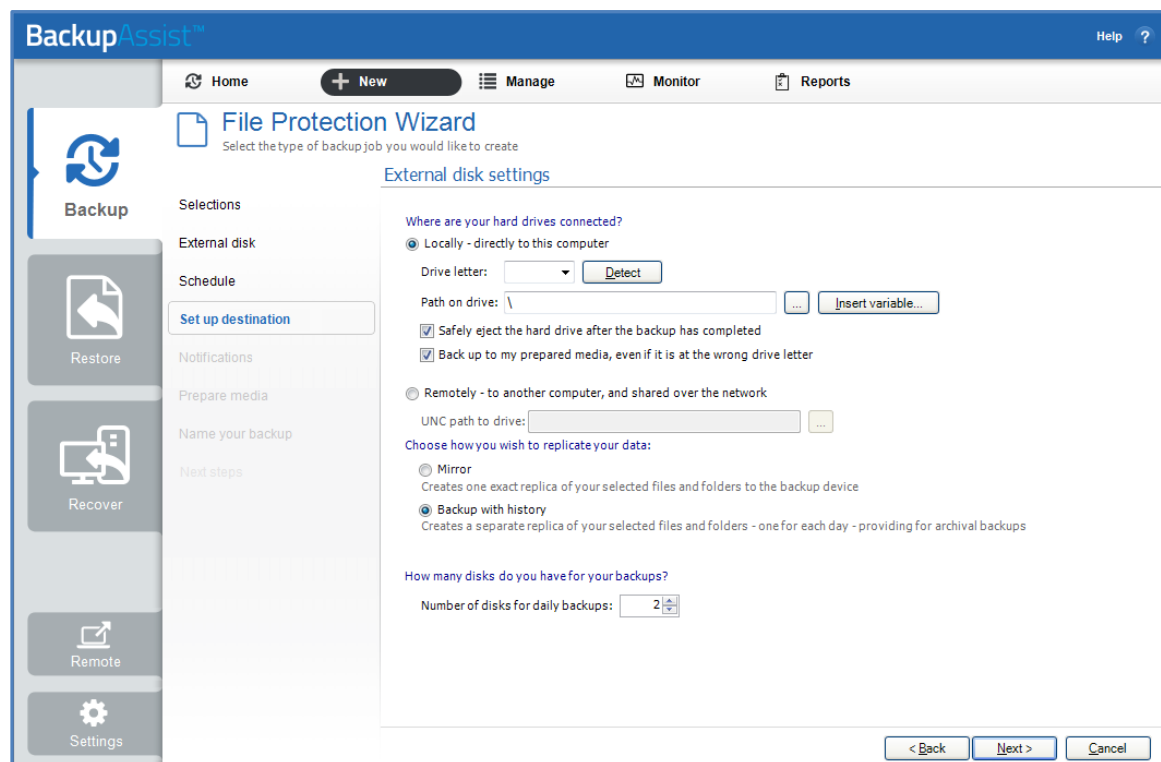 BackupAssist™
Help ?
Home
New
Manage
Monitor
Reports
File Protection Wizard
Select the type of backup job you would like to create
External disk settings
Backup
Restore
Recover
Remote
Settings
Selections
External disk
Schedule
Set up destination
Notifications
Prepare media
Name your backup
Next steps
Where are your hard drives connected?
Locally - directly to this computer
Drive letter:
Detect
Path on drive: \
...
Insert variable...
Safely eject the hard drive after the backup has completed
Back up to my prepared media, even if it is at the wrong drive letter
Remotely - to another computer, and shared over the network
UNC path to drive:
...
Choose how you wish to replicate your data:
Mirror
Creates one exact replica of your selected files and folders to the backup device
Backup with history
Creates a separate replica of your selected files and folders - one for each day - providing for archival backups
How many disks do you have for your backups?
Number of disks for daily backups: 2
< Back
Next >
Cancel